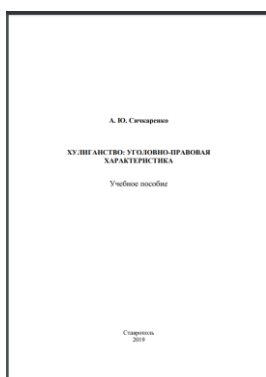 А. Ю. Сичкаренко
ХУЛИГАНСТВО: УГОЛОВНО-ПРАВОВАЯ
ХАРАКТЕРИСТИКА
Учебное пособие
Ставрополь
2019